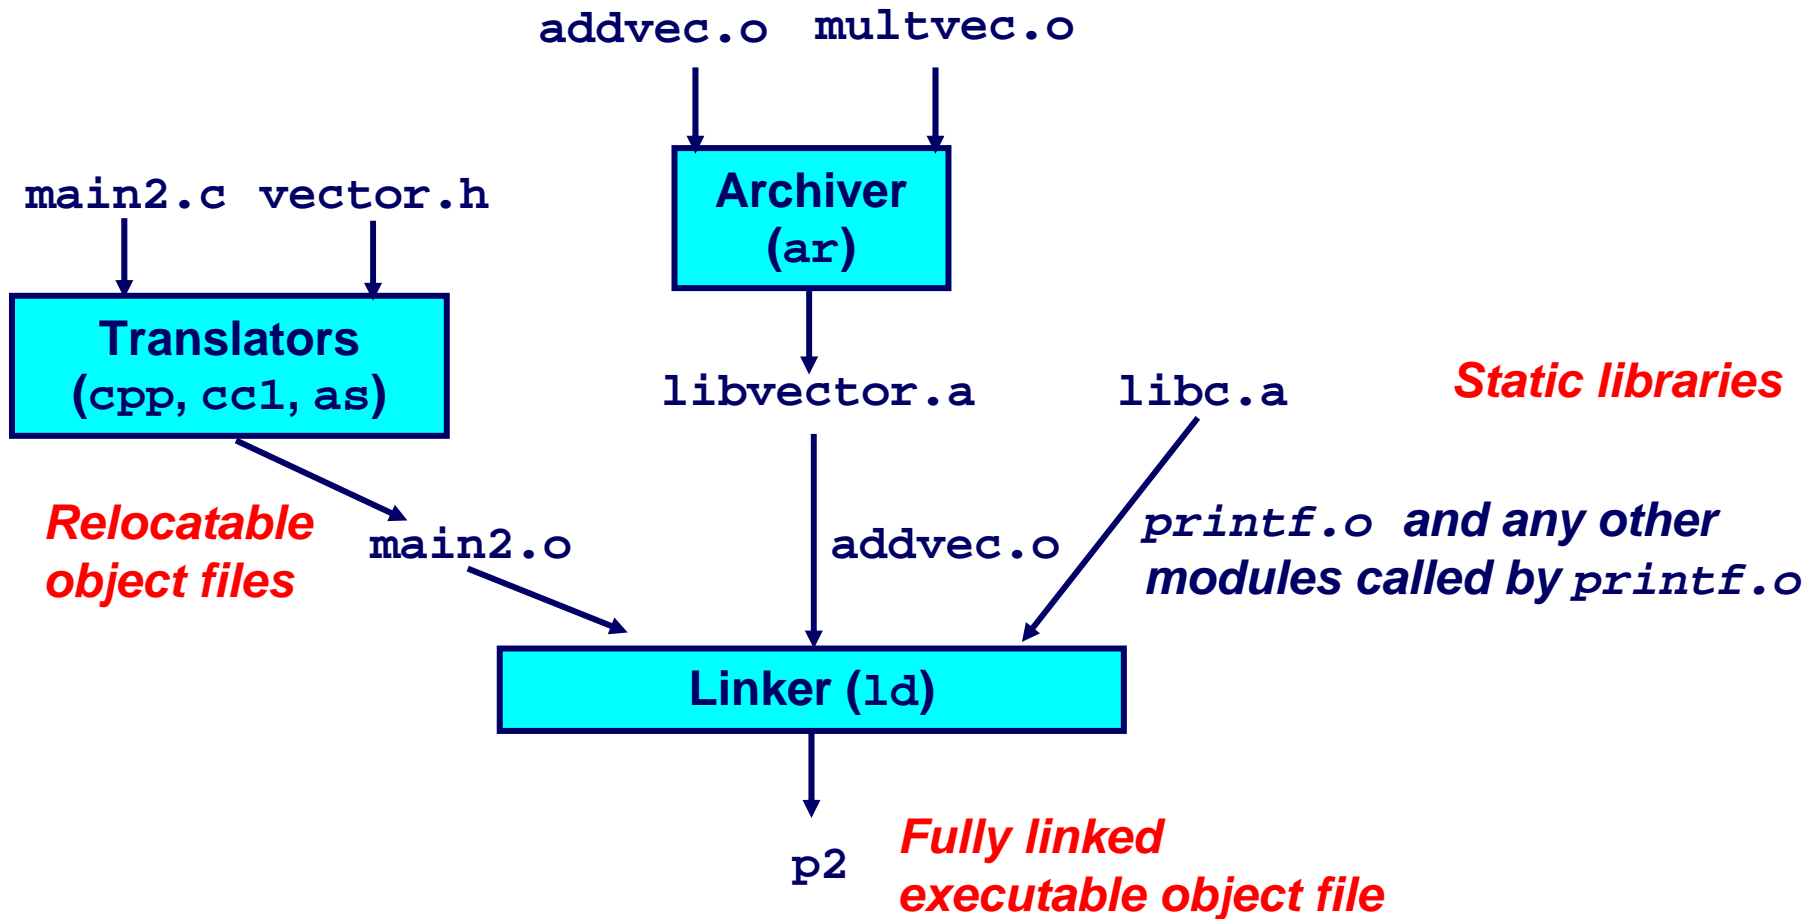 addvec.o multvec.o
main2.c vector.h
Archiver
(ar)
Translators
(cpp, cc1, as)
libvector.a
libc.a
Static libraries
Relocatable
object files
main2.o
addvec.o
printf.o and any other
modules called by printf.o
Linker (ld)
p2
Fully linked
executable object file